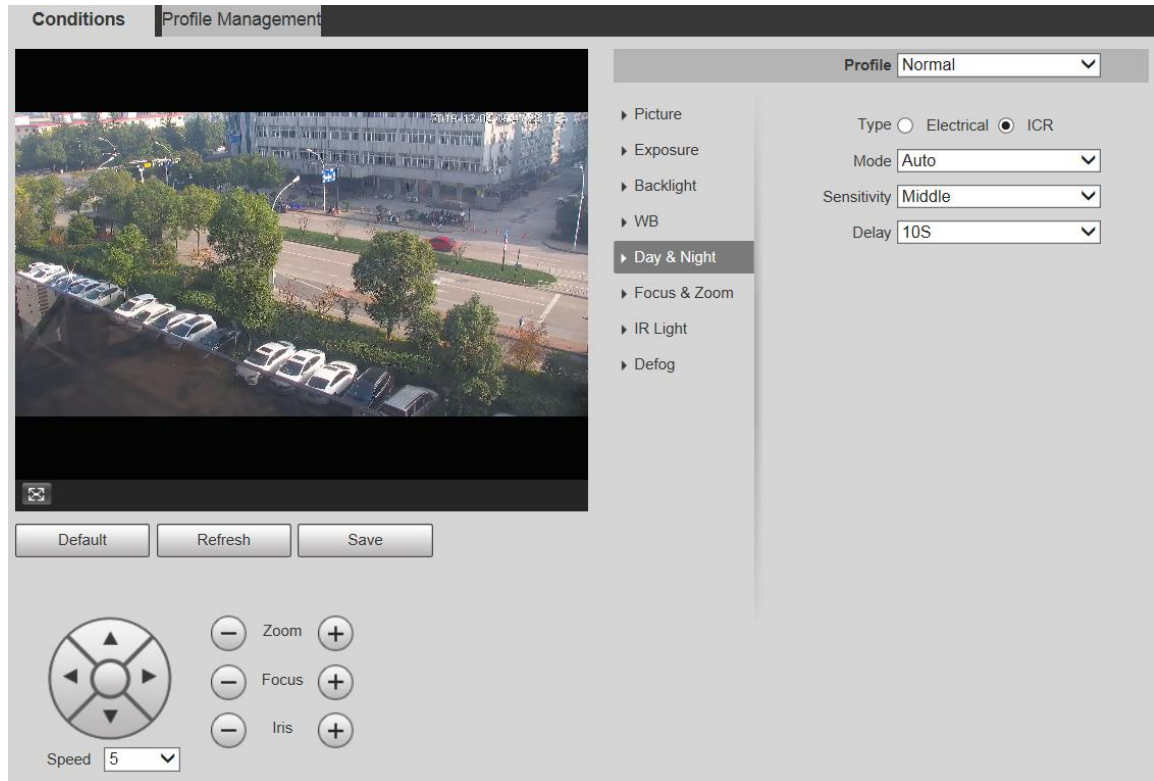 Conditions Profile Management
Profile Normal
Picture
Exposure
Backlight
WB
Day & Night
Focus & Zoom
IR Light
Defog
Type Electrical ICR
Mode Auto
Sensitivity Middle
Delay 10S
Default Refresh Save
Zoom
Focus
Iris
Speed 5